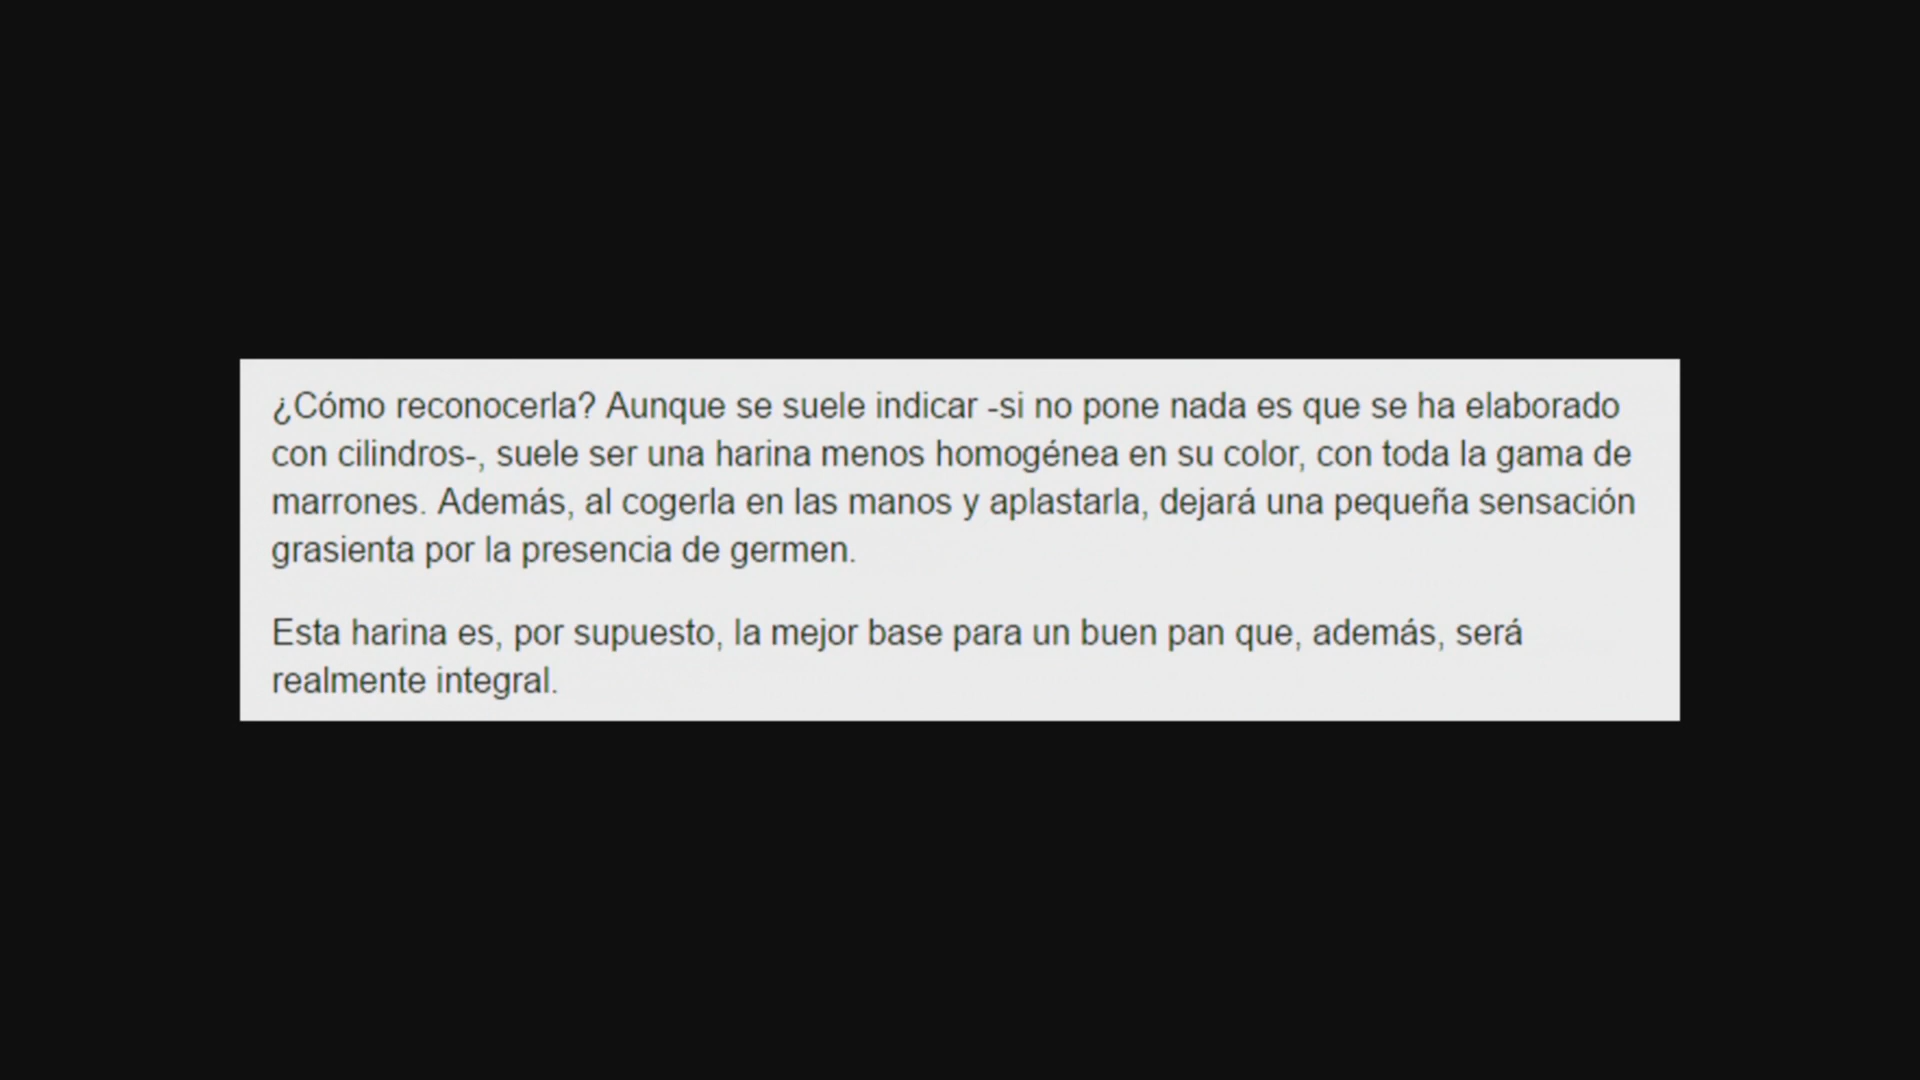 ¿Cómo reconocerla? Aunque se suele indicar -si no pone nada es que se ha elaborado
con cilindros-, suele ser una harina menos homogénea en su color, con toda la gama de
marrones. Además, al cogerla en las manos y aplastarla, dejará una pequeña sensación
grasienta por la presencia de germen.
Esta harina es, por supuesto, la mejor base para un buen pan que, además, será
realmente integral.